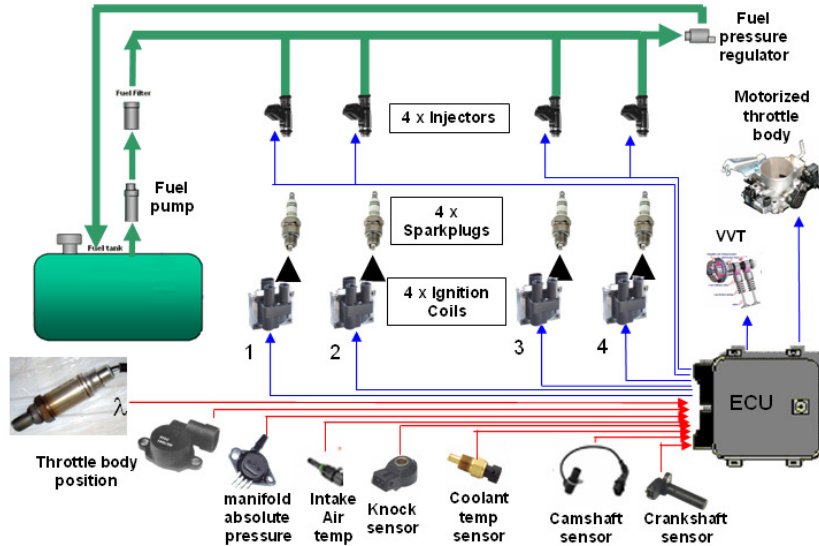 Fuel
pressure
regulator
Fuel Filter
4 x Injectors
Motorized
throttle
body
Fuel
pump
4 x
Sparkplugs
VVT
Fuel tank
4 x Ignition
Coils
1
2
3
4
ECU
λ
Throttle body
position
manifold
absolute
pressure
Intake
Air
temp
Knock
sensor
Coolant
temp
sensor
Camshaft
sensor
Crankshaft
sensor